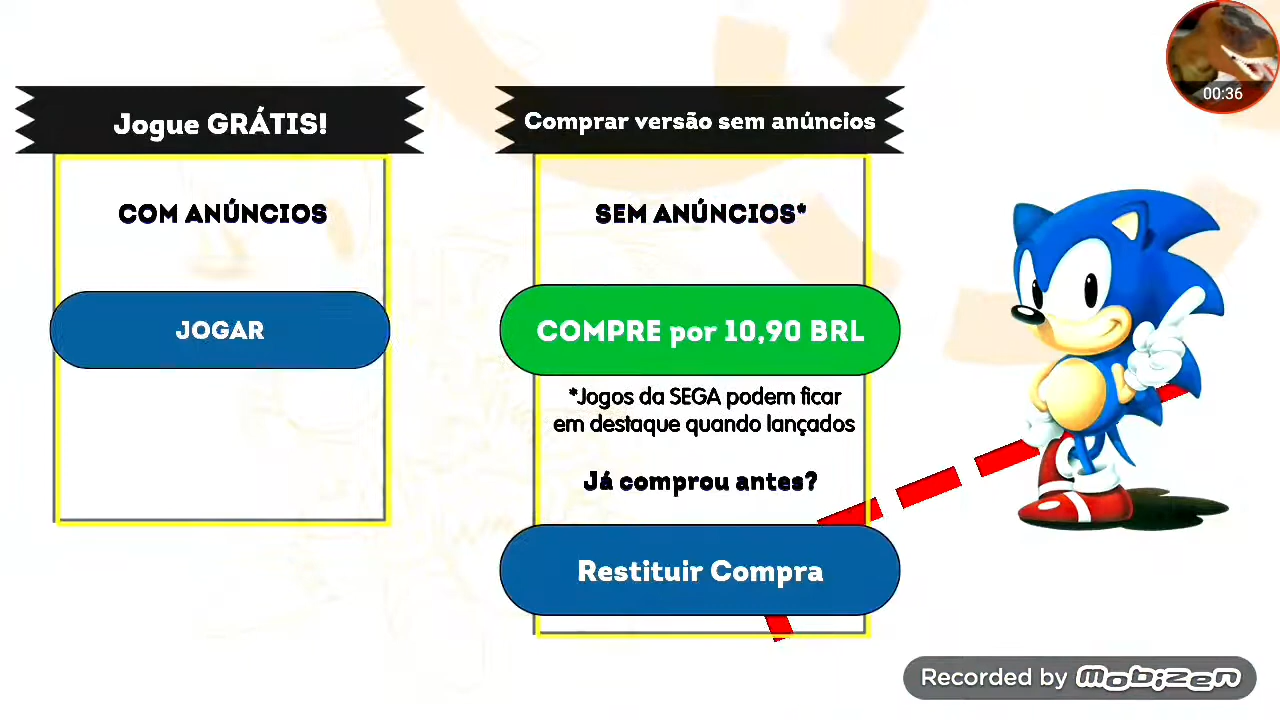 Jogue GRÁTIS!
COM ANÚNCIOS
JOGAR
Comprar versão sem anúncios
SEM ANÚNCIOS*
COMPRE por 10,90 BRL
*Jogos da SEGA podem ficar
em destaque quando lançados
Já comprou antes?
Restituir Compra
00:36
Recorded by mobizen